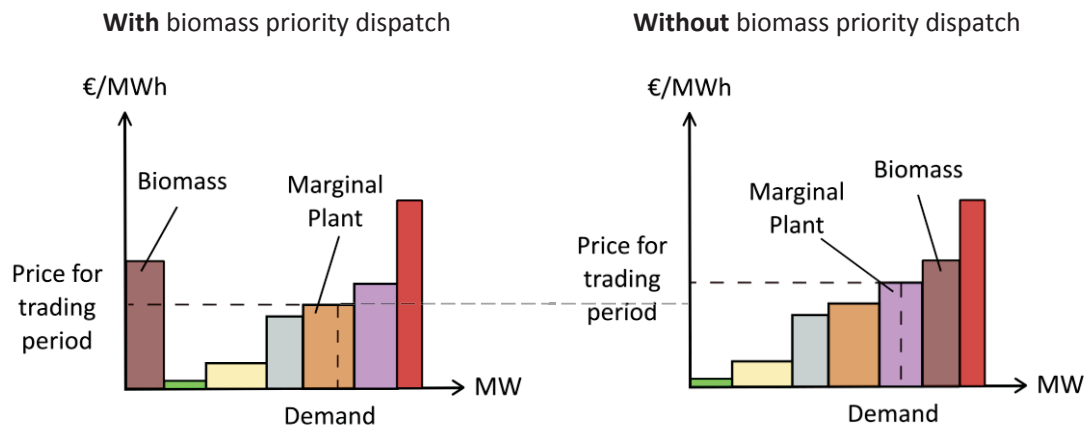 With biomass priority dispatch
€/MWh
Biomass
Marginal
Plant
Price for
trading
period
MW
Demand
Without biomass priority dispatch
€/MWh
Biomass
Marginal
Plant
Price for
trading
period
MW
Demand